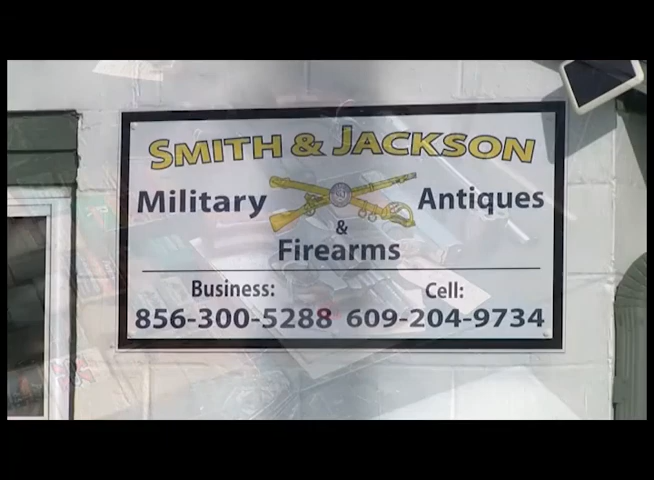 SMITH & JACKSON
Military Antiques
&
Firearms
Business: Cell:
856-300-5288 609-204-9734